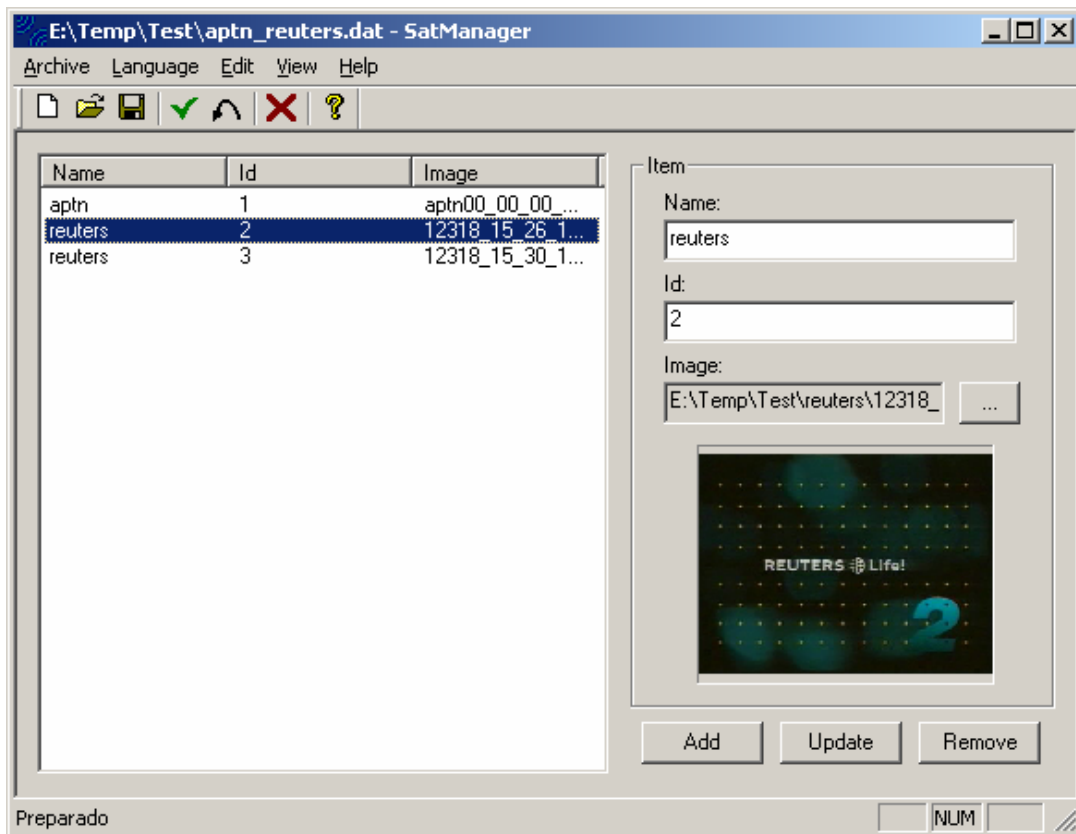 E:\Temp\Test\aptn_reuters.dat - SatManager
Archive Language Edit View Help
Name Id Image
aptn 1 aptn00_00_00_...
reuters 2 12318_15_26_1...
reuters 3 12318_15_30_1...
Item
Name:
reuters
Id:
2
Image:
E:\Temp\Test\reuters\12318_
...
REUTERS Life!
2
Add Update Remove
Preparado NUM